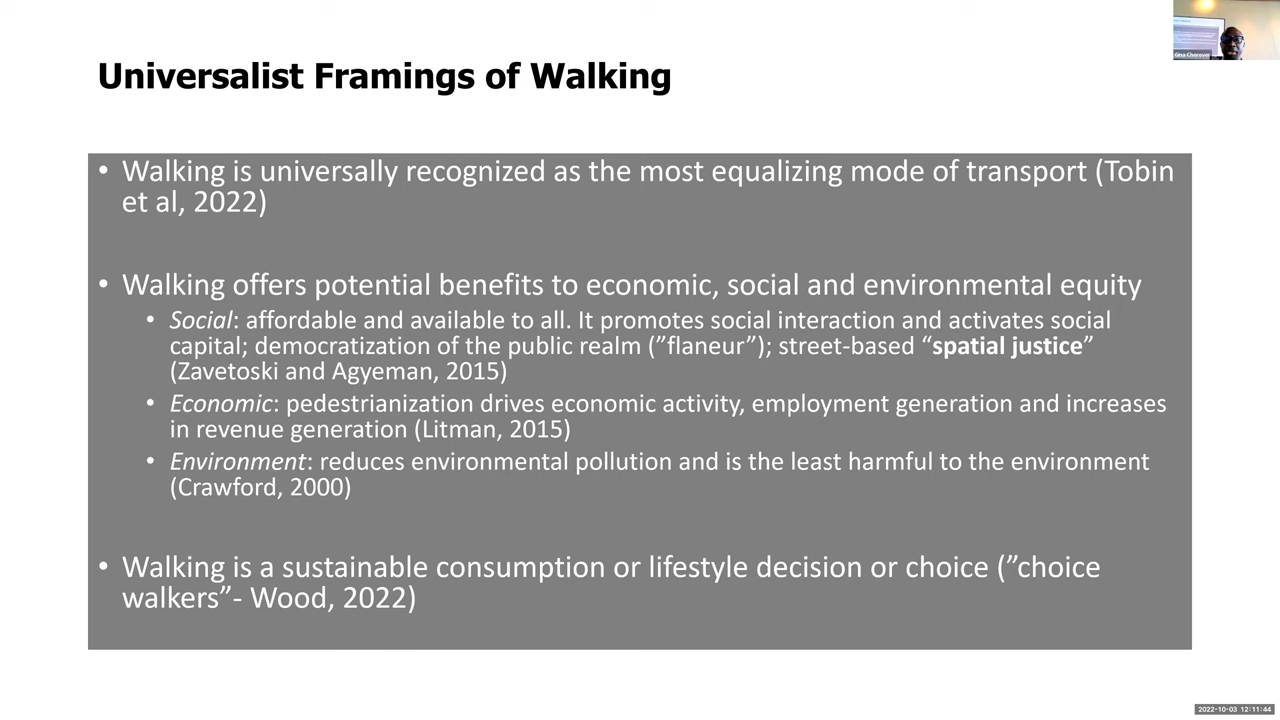 Gina Chorover
Universalist Framings of Walking
• Walking is universally recognized as the most equalizing mode of transport (Tobin
et al, 2022)
• Walking offers potential benefits to economic, social and environmental equity
• Social: affordable and available to all. It promotes social interaction and activates social
capital; democratization of the public realm (”flaneur”); street-based “spatial justice”
(Zavetoski and Agyeman, 2015)
• Economic: pedestrianization drives economic activity, employment generation and increases
in revenue generation (Litman, 2015)
• Environment: reduces environmental pollution and is the least harmful to the environment
(Crawford, 2000)
• Walking is a sustainable consumption or lifestyle decision or choice (”choice
walkers”- Wood, 2022)
2022-10-03 12:11:44